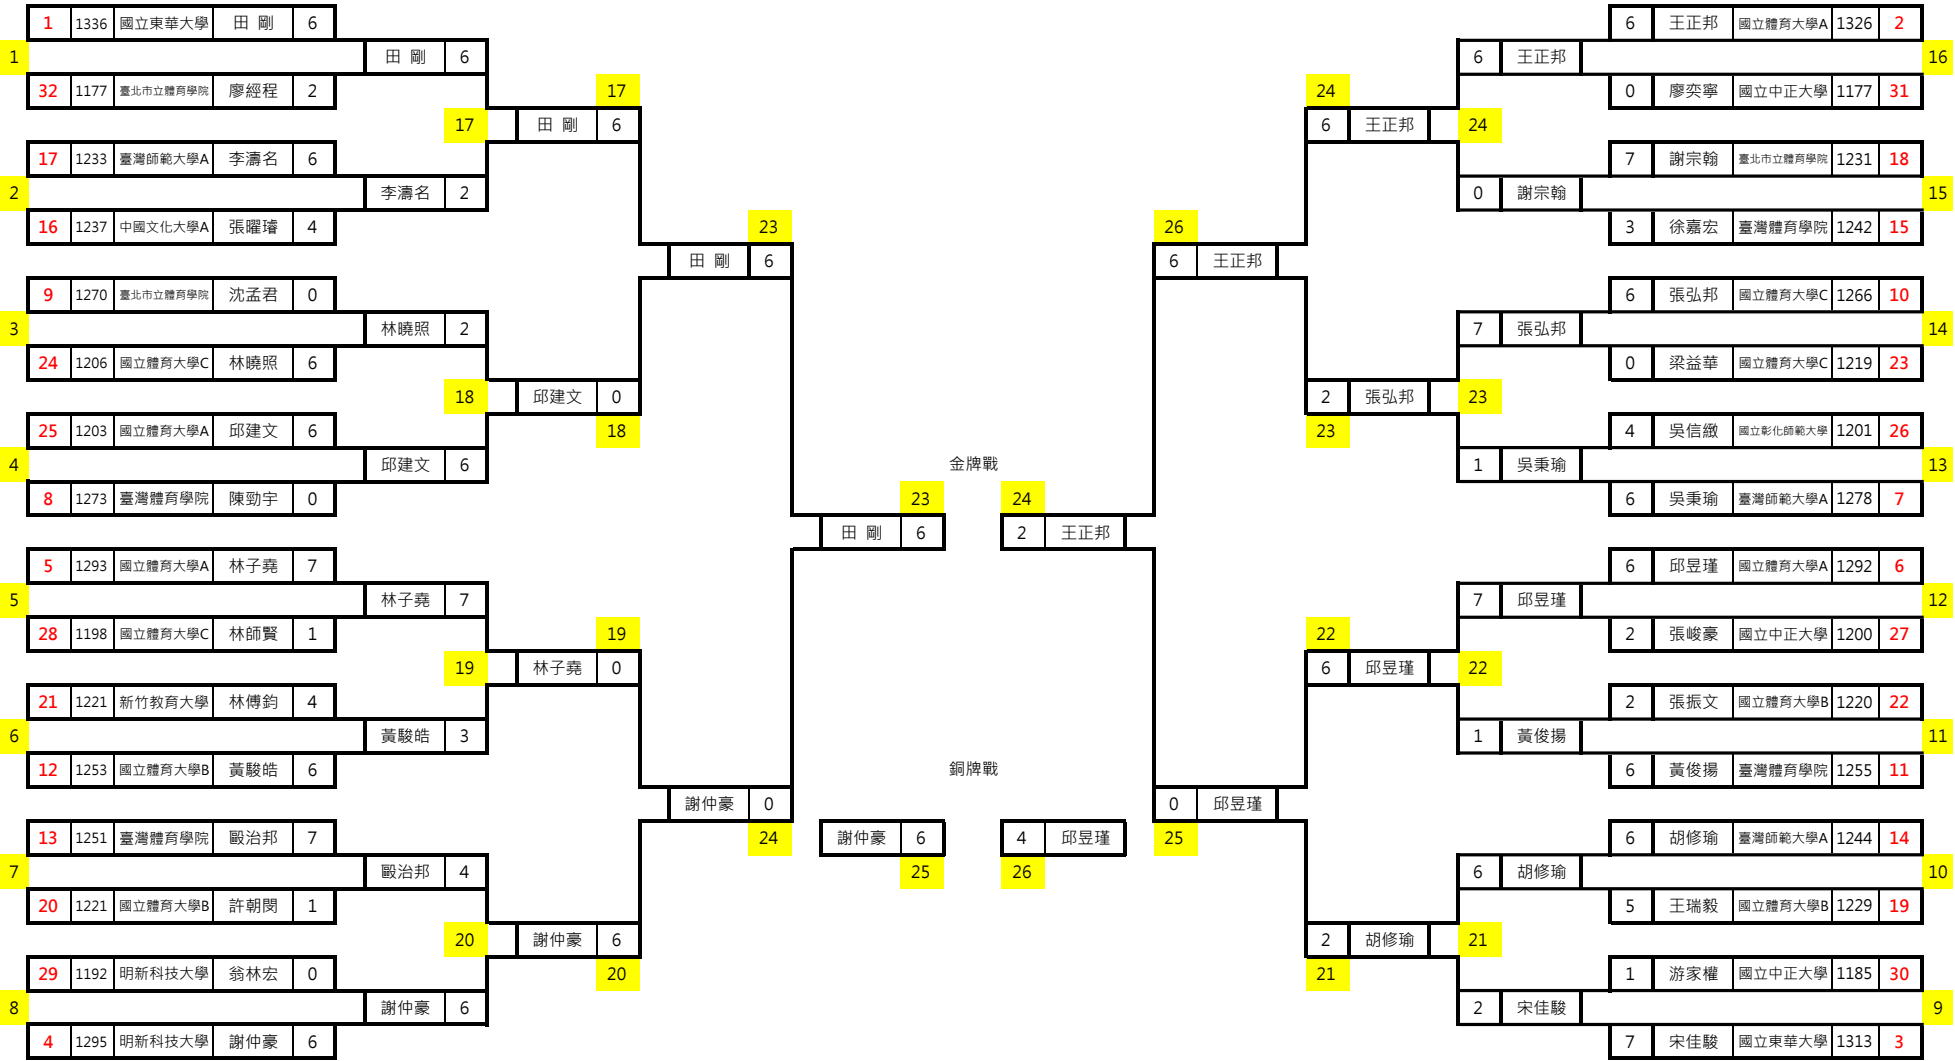 1 1336 國立東華大學 田 剛 6
6 王正邦 國立體育大學A 1326 2
1 田 剛 6
6 王正邦 16
32 1177 臺北市立體育學院 廖經程 2 17
24 0 廖奕寧 國立中正大學 1177 31
17 田 剛 6
6 王正邦 24
17 1233 臺灣師範大學A 李濤名 6
7 謝宗翰 臺北市立體育學院 1231 18
2 李濤名 2
0 謝宗翰 15
16 1237 中國文化大學A 張曜璿 4 23
26 3 徐嘉宏 臺灣體育學院 1242 15
田 剛 6
6 王正邦
9 1270 臺北市立體育學院 沈孟君 0
6 張弘邦 國立體育大學C 1266 10
3 林曉照 2
7 張弘邦 14
24 1206 國立體育大學C 林曉照 6
0 梁益華 國立體育大學C 1219 23
18 邱建文 0
2 張弘邦 23
25 1203 國立體育大學A 邱建文 6 18
23 4 吳信緻 國立彰化師範大學 1201 26
4 邱建文 6
金牌戰
1 吳秉瑜 13
8 1273 臺灣體育學院 陳勁宇 0 23
24 6 吳秉瑜 臺灣師範大學A 1278 7
田 剛 6
2 王正邦
5 1293 國立體育大學A 林子堯 7
6 邱昱瑾 國立體育大學A 1292 6
5 林子堯 7
7 邱昱瑾 12
28 1198 國立體育大學C 林師賢 1 19
22 2 張峻豪 國立中正大學 1200 27
19 林子堯 0
6 邱昱瑾 22
21 1221 新竹教育大學 林傅鈞 4
2 張振文 國立體育大學B 1220 22
6 黃駿皓 3
1 黃俊揚 11
12 1253 國立體育大學B 黃駿皓 6
銅牌戰
6 黃俊揚 臺灣體育學院 1255 11
謝仲豪 0
0 邱昱瑾
13 1251 臺灣體育學院 毆治邦 7 24
謝仲豪 6
4 邱昱瑾
25 6 胡修瑜 臺灣師範大學A 1244 14
7 毆治邦 4
25
26
6 胡修瑜 10
20 1221 國立體育大學B 許朝閔 1
5 王瑞毅 國立體育大學B 1229 19
20 謝仲豪 6
2 胡修瑜 21
29 1192 明新科技大學 翁林宏 0 20
21 1 游家權 國立中正大學 1185 30
8 謝仲豪 6
2 宋佳駿 9
4 1295 明新科技大學 謝仲豪 6
7 宋佳駿 國立東華大學 1313 3